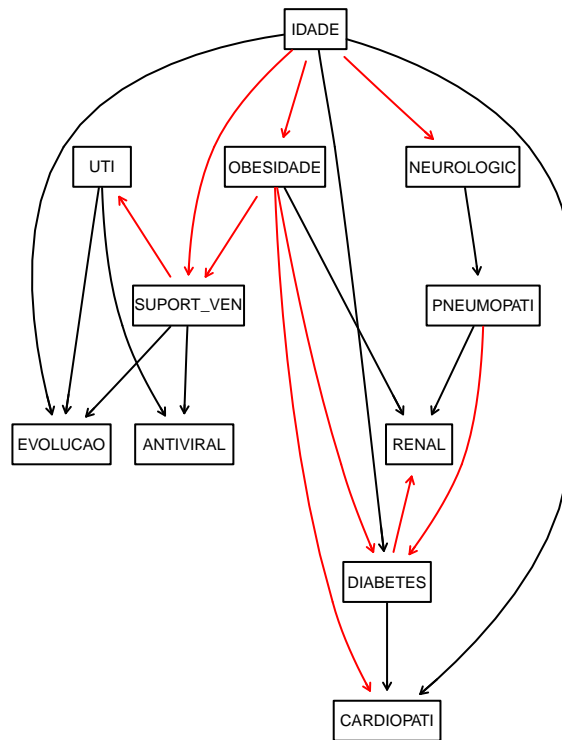 IDADE
UTI
OBESIDADE
NEUROLOGIC
SUPORT_VEN
PNEUMOPATI
EVOLUCAO
ANTIVIRAL
RENAL
DIABETES
CARDIOPATI